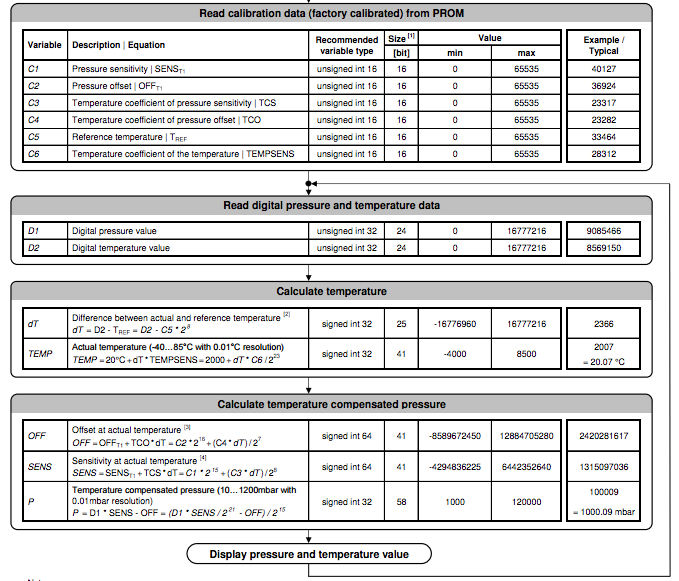 Read calibration data (factory calibrated) from PROM
Variable Description | Equation Recommended variable type Size [1] [bit] Value min max Example / Typical
C1 Pressure sensitivity | SENS T1 unsigned int 16 16 0 65535 40127
C2 Pressure offset | OFF T1 unsigned int 16 16 0 65535 36924
C3 Temperature coefficient of pressure sensitivity | TCS unsigned int 16 16 0 65535 23317
C4 Temperature coefficient of pressure offset | TCO unsigned int 16 16 0 65535 23282
C5 Reference temperature | T REF unsigned int 16 16 0 65535 33464
C6 Temperature coefficient of the temperature | TEMPSENS unsigned int 16 16 0 65535 28312
Read digital pressure and temperature data
D1 Digital pressure value unsigned int 32 24 0 16777216 9085466
D2 Digital temperature value unsigned int 32 24 0 16777216 8569150
Calculate temperature
dT Difference between actual and reference temperature [2]
dT = D2 - T REF = D2 - C5 * 2^8 signed int 32 25 -16776960 16777216 2366
TEMP Actual temperature (-40…85°C with 0.01°C resolution)
TEMP = 20°C + dT * TEMPSENS = 2000 + dT * C6 / 2^23 signed int 32 41 -4000 8500 2007
= 20.07 °C
Calculate temperature compensated pressure
OFF Offset at actual temperature [3]
OFF = OFF T1 + TCO * dT = C2 * 2^16 + (C4 * dT) / 2^7 signed int 64 41 -8589672450 12884705280 2420281617
SENS Sensitivity at actual temperature [4]
SENS = SENS T1 + TCS * dT = C1 * 2^15 + (C3 * dT) / 2^8 signed int 64 41 -4294836225 6442352640 1315097036
P Temperature compensated pressure (10…1200mbar with
0.01mbar resolution)
P = D1 * SENS - OFF = (D1 * SENS / 2^21 - OFF) / 2^15 signed int 32 58 1000 120000 100009
= 1000.09 mbar
Display pressure and temperature value